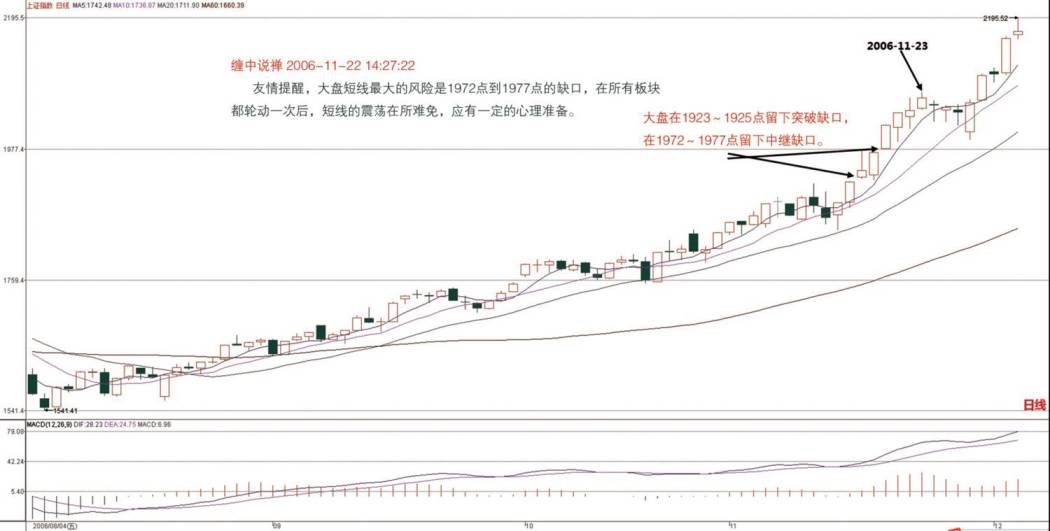 上证指数 日线 MA5:1742.48 MA10:1736.87 MA20:1711.90 MA60:1660.39
2195.5
2195.52
2006-11-23
缠中说禅 2006-11-22 14:27:22
友情提醒，大盘短线最大的风险是1972点到1977点的缺口，在所有板块
都轮动一次后，短线的震荡在所难免，应有一定的心理准备。
大盘在1923～1925点留下突破缺口，
在1972～1977点留下中继缺口。
1977.4
1759.4
日线
1541.4
1541.41
MACD(12,26,9) DIF:28.23 DEA:24.75 MACD:6.96
79.08
42.24
5.40
2006/08/04(五)
09
10
11
12